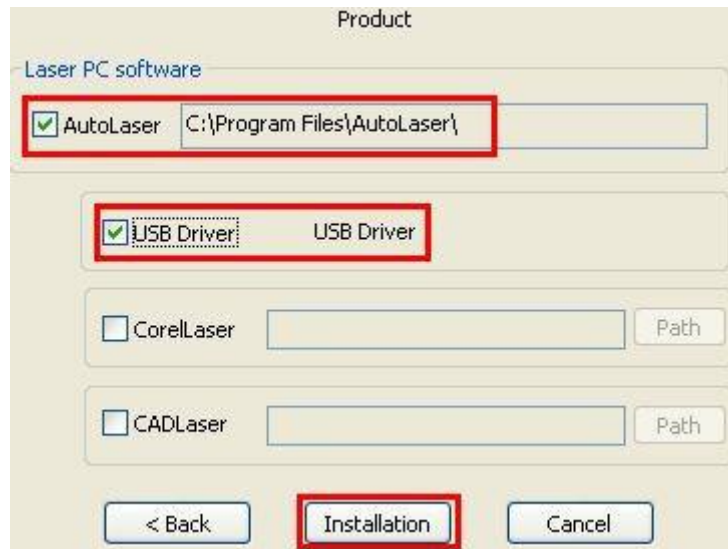 Product
Laser PC software
AutoLaser C:\Program Files\AutoLaser\
USB Driver USB Driver
CorelLaser Path
CADLaser Path
< Back Installation Cancel